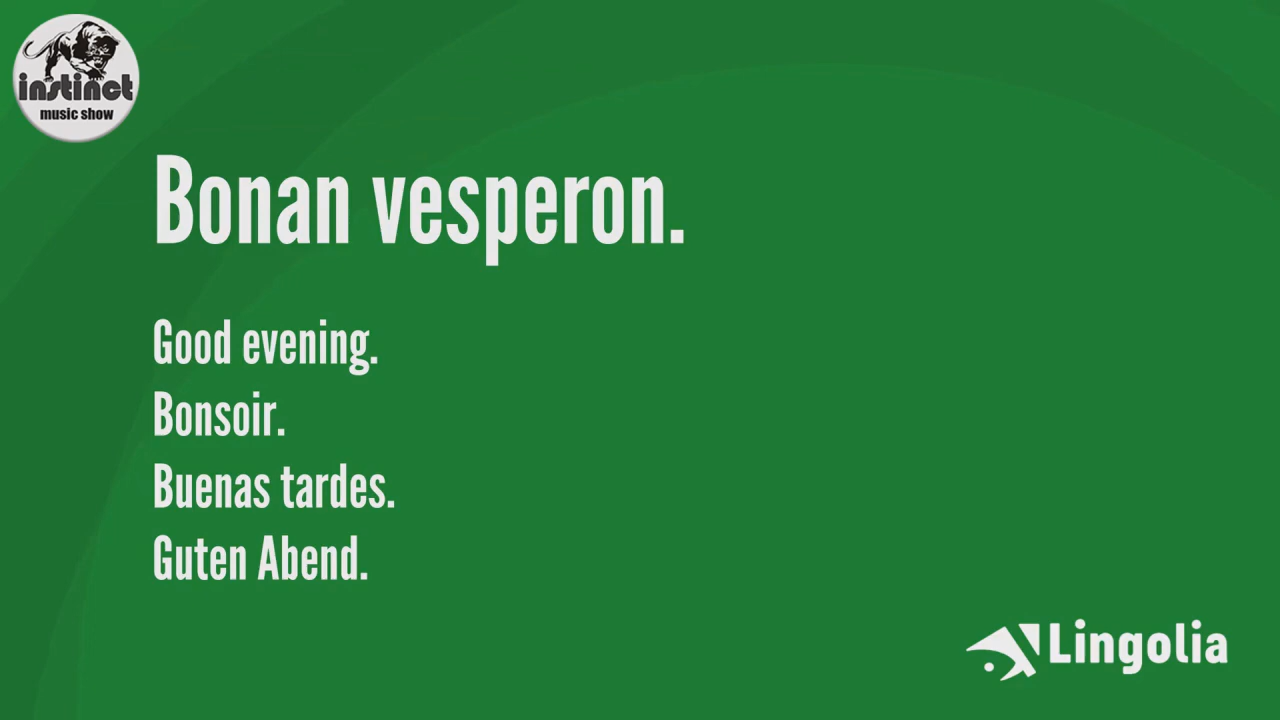 instinct
music show
Bonan vesperon.
Good evening.
Bonsoir.
Buenas tardes.
Guten Abend.
Lingolia